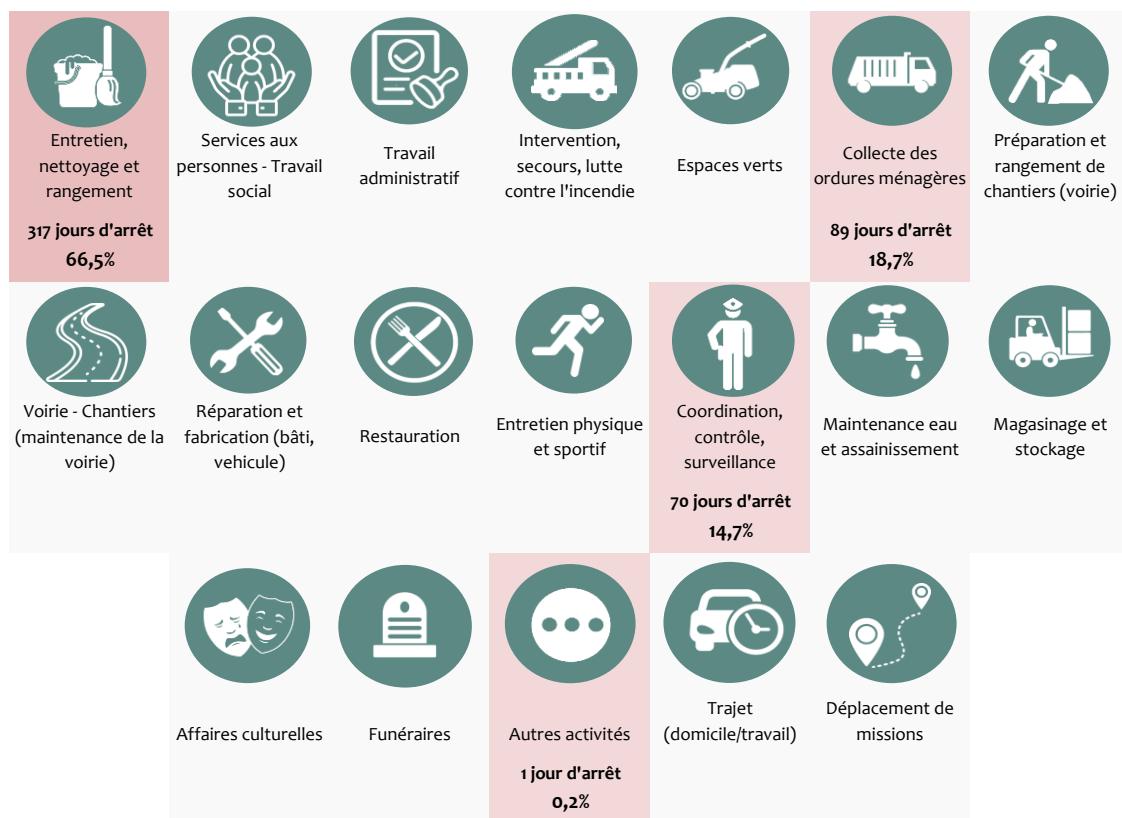 Entretien,
nettoyage et
rangement
317 jours d'arrêt
66,5%
Services aux
personnes - Travail
social
Travail
administratif
Intervention,
secours, lutte
contre l'incendie
Espaces verts
Collecte des
ordures ménagères
89 jours d'arrêt
18,7%
Préparation et
rangement de
chantiers (voirie)
Voirie - Chantiers
(maintenance de la
voirie)
Réparation et
fabrication (bâti,
vehicule)
Restauration
Entretien physique
et sportif
Coordination,
contrôle,
surveillance
70 jours d'arrêt
14,7%
Maintenance eau
et assainissement
Magasinage et
stockage
Affaires culturelles
Funéraires
Autres activités
1 jour d'arrêt
0,2%
Trajet
(domicile/travail)
Déplacement de
missions